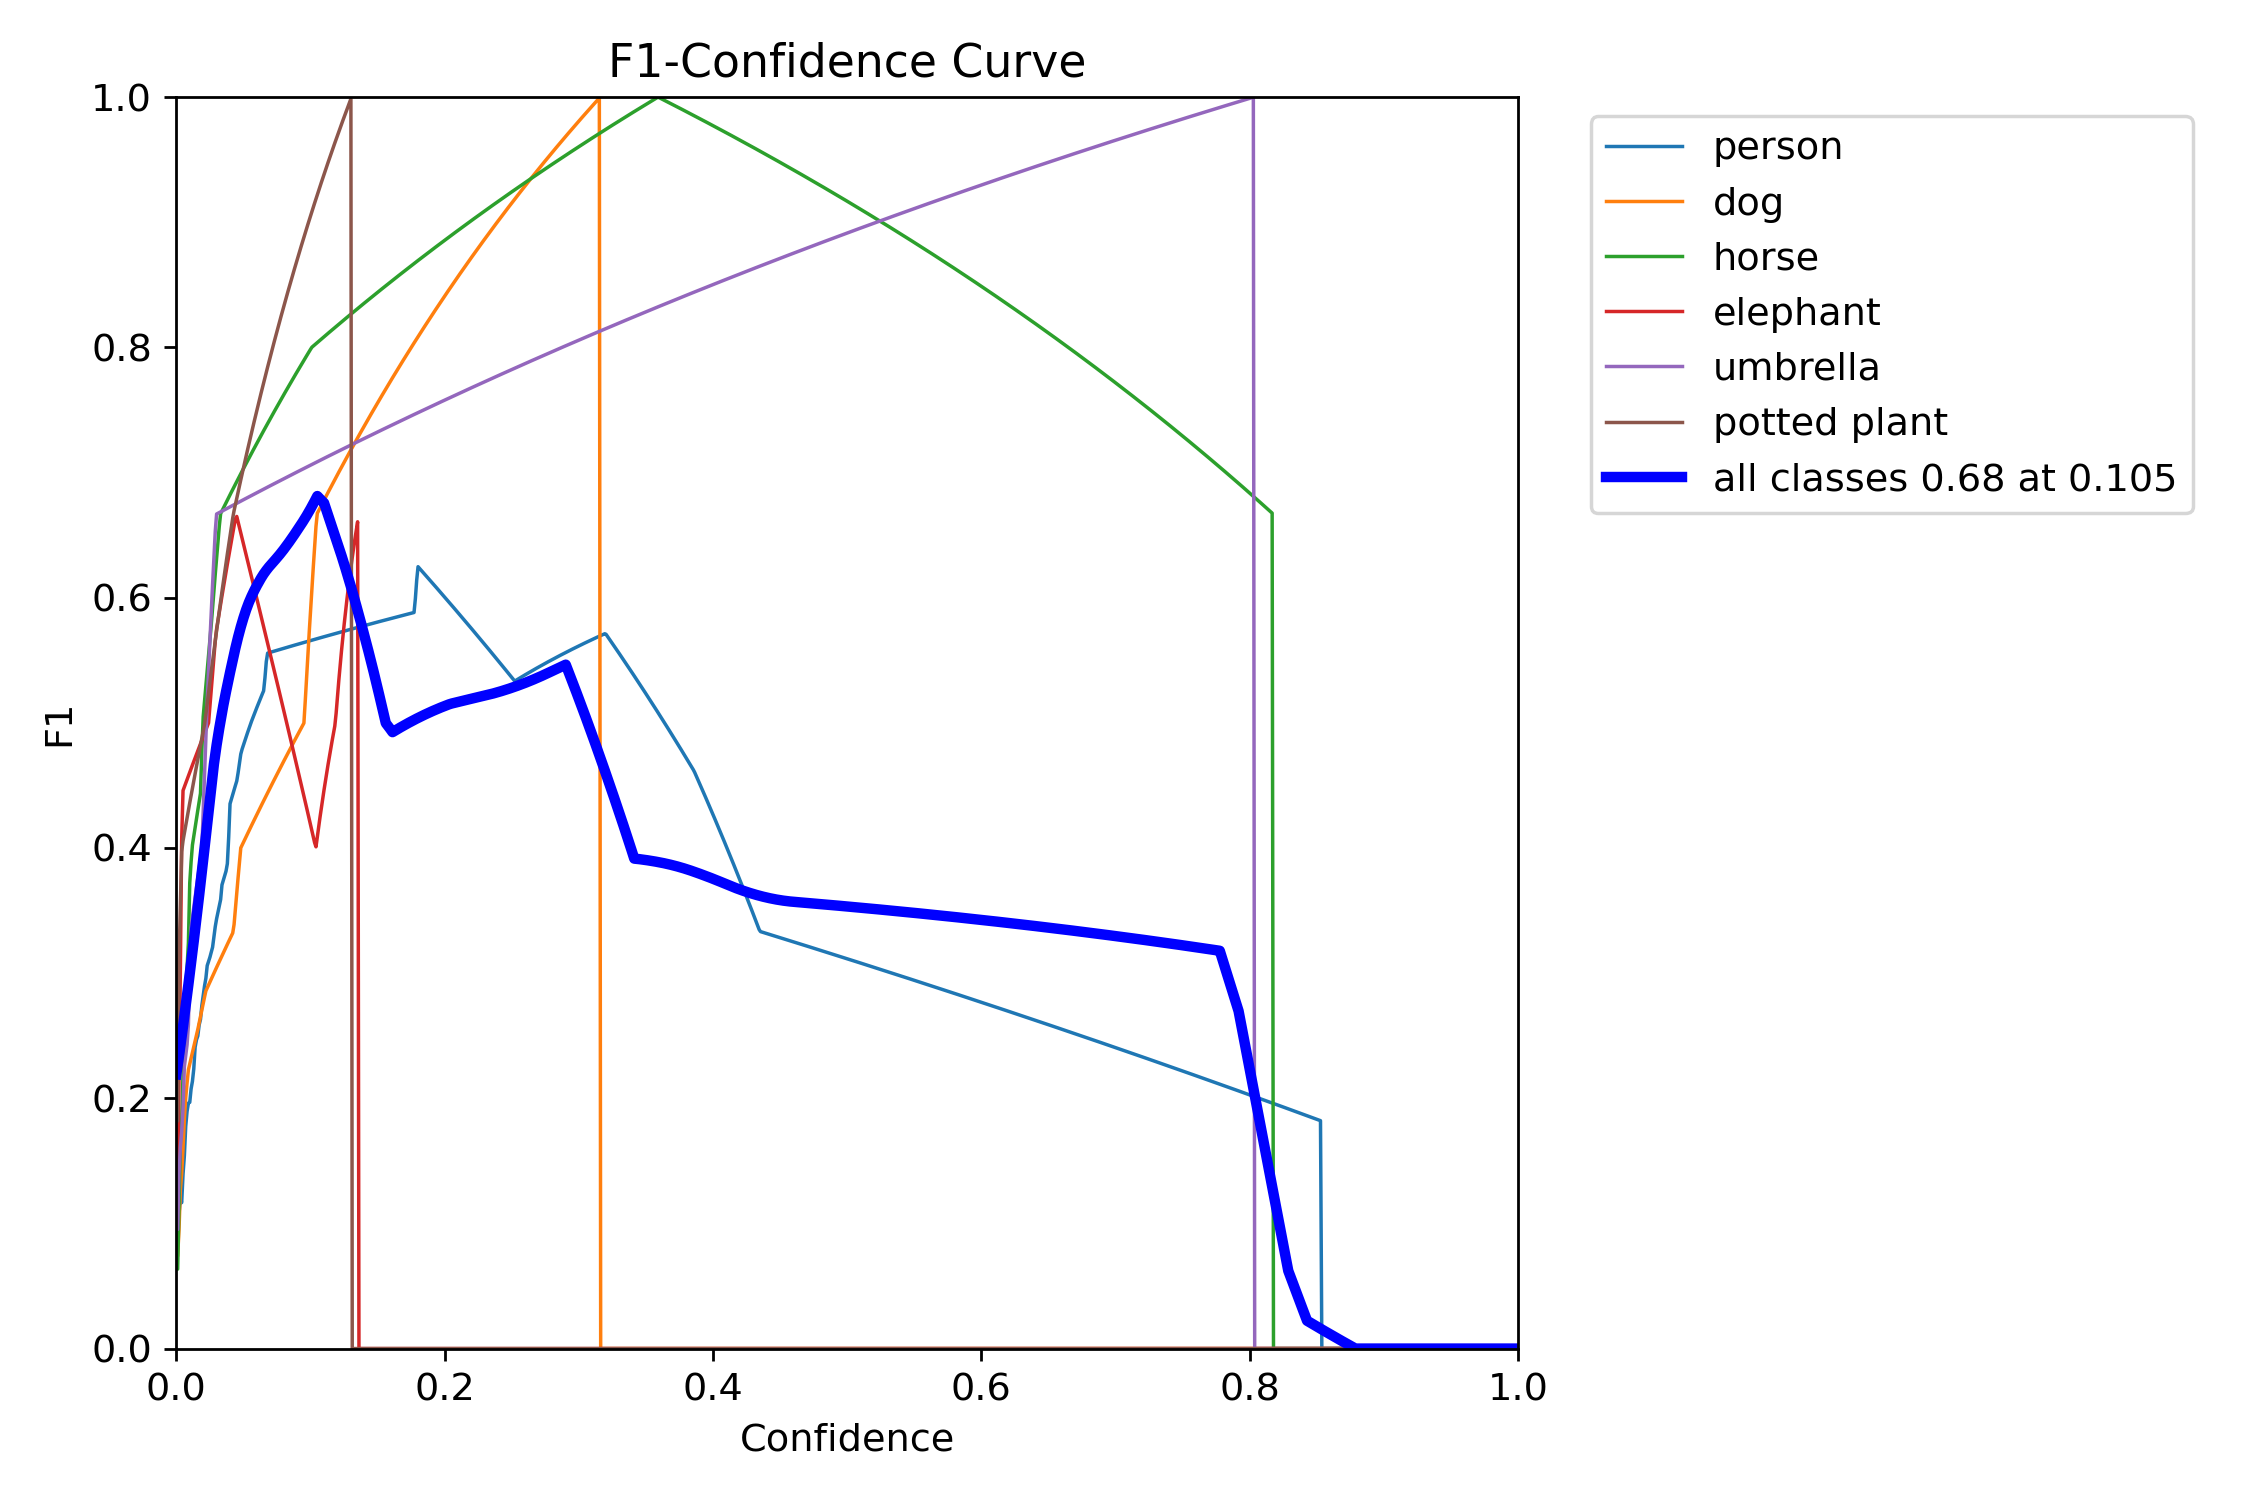 F1-Confidence Curve
1.0
0.8
0.6
0.4
0.2
0.0
F1
0.0 0.2 0.4 0.6 0.8 1.0
Confidence
person
dog
horse
elephant
umbrella
potted plant
all classes 0.68 at 0.105